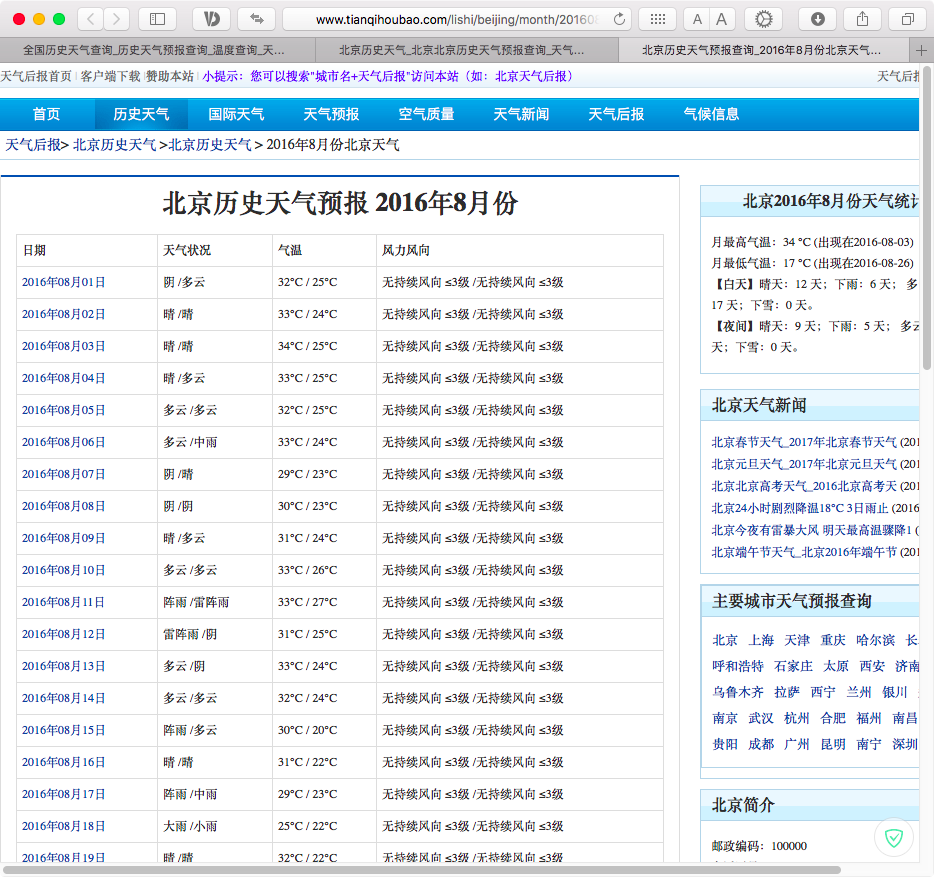 www.tianqihoubao.com/lishi/beijing/month/20160
A A
全国历史天气查询_历史天气预报查询_温度查询_天...
北京历史天气_北京北京历史天气预报查询_天气...
北京历史天气预报查询_2016年8月份北京天气...
天气后报首页 | 客户端下载 | 赞助本站 | 小提示：您可以搜索"城市名+天气后报"访问本站（如：北京天气后报）
天气后报
首页 历史天气 国际天气 天气预报 空气质量 天气新闻 天气后报 气候信息
天气后报> 北京历史天气 >北京历史天气 > 2016年8月份北京天气
北京历史天气预报 2016年8月份
日期 天气状况 气温 风力风向
2016年08月01日 阴 /多云 32°C / 25°C 无持续风向 ≤3级 /无持续风向 ≤3级
2016年08月02日 晴 /晴 33°C / 24°C 无持续风向 ≤3级 /无持续风向 ≤3级
2016年08月03日 晴 /晴 34°C / 25°C 无持续风向 ≤3级 /无持续风向 ≤3级
2016年08月04日 晴 /多云 33°C / 25°C 无持续风向 ≤3级 /无持续风向 ≤3级
2016年08月05日 多云 /多云 32°C / 25°C 无持续风向 ≤3级 /无持续风向 ≤3级
2016年08月06日 多云 /中雨 33°C / 24°C 无持续风向 ≤3级 /无持续风向 ≤3级
2016年08月07日 阴 /晴 29°C / 23°C 无持续风向 ≤3级 /无持续风向 ≤3级
2016年08月08日 阴 /阴 30°C / 23°C 无持续风向 ≤3级 /无持续风向 ≤3级
2016年08月09日 晴 /多云 31°C / 24°C 无持续风向 ≤3级 /无持续风向 ≤3级
2016年08月10日 多云 /多云 33°C / 26°C 无持续风向 ≤3级 /无持续风向 ≤3级
2016年08月11日 阵雨 /雷阵雨 33°C / 27°C 无持续风向 ≤3级 /无持续风向 ≤3级
2016年08月12日 雷阵雨 /阴 31°C / 25°C 无持续风向 ≤3级 /无持续风向 ≤3级
2016年08月13日 多云 /阴 33°C / 24°C 无持续风向 ≤3级 /无持续风向 ≤3级
2016年08月14日 多云 /多云 32°C / 24°C 无持续风向 ≤3级 /无持续风向 ≤3级
2016年08月15日 阵雨 /多云 30°C / 20°C 无持续风向 ≤3级 /无持续风向 ≤3级
2016年08月16日 晴 /晴 31°C / 22°C 无持续风向 ≤3级 /无持续风向 ≤3级
2016年08月17日 阵雨 /中雨 29°C / 23°C 无持续风向 ≤3级 /无持续风向 ≤3级
2016年08月18日 大雨 /小雨 25°C / 22°C 无持续风向 ≤3级 /无持续风向 ≤3级
2016年08月19日 晴 /晴 32°C / 22°C 无持续风向 ≤3级 /无持续风向 ≤3级
北京2016年8月份天气统计
月最高气温：34 °C (出现在2016-08-03)
月最低气温：17 °C (出现在2016-08-26)
【白天】晴天：12 天；下雨：6 天；多
17 天；下雪：0 天。
【夜间】晴天：9 天；下雨：5 天；多云
天；下雪：0 天。
北京天气新闻
北京春节天气_2017年北京春节天气 (201
北京元旦天气_2017年北京元旦天气 (201
北京北京高考天气_2016北京高考天 (201
北京24小时剧烈降温18°C 3日雨止 (2016
北京今夜有雷暴大风 明天最高温骤降1 (
北京端午节天气_北京2016年端午节 (201
主要城市天气预报查询
北京 上海 天津 重庆 哈尔滨 长
呼和浩特 石家庄 太原 西安 济南
乌鲁木齐 拉萨 西宁 兰州 银川
南京 武汉 杭州 合肥 福州 南昌
贵阳 成都 广州 昆明 南宁 深圳
北京简介
邮政编码：100000